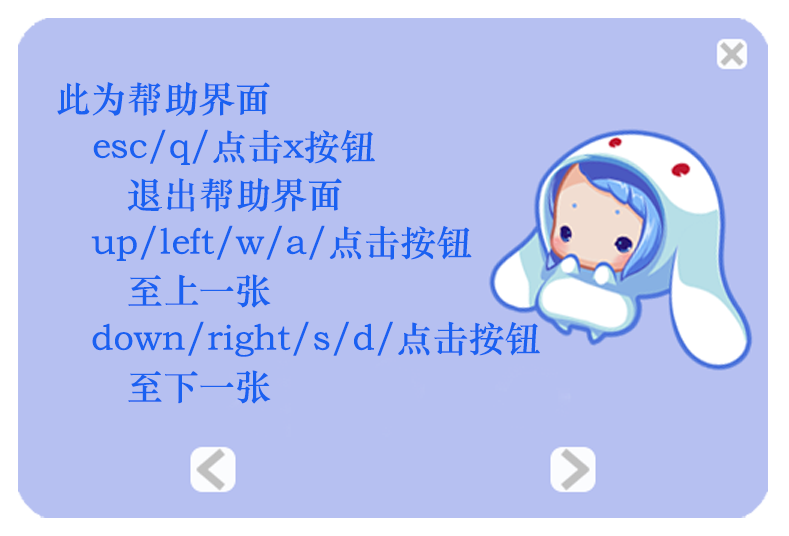 此为帮助界面
esc/q/点击x按钮
退出帮助界面
up/left/w/a/点击按钮
至上一张
down/right/s/d/点击按钮
至下一张